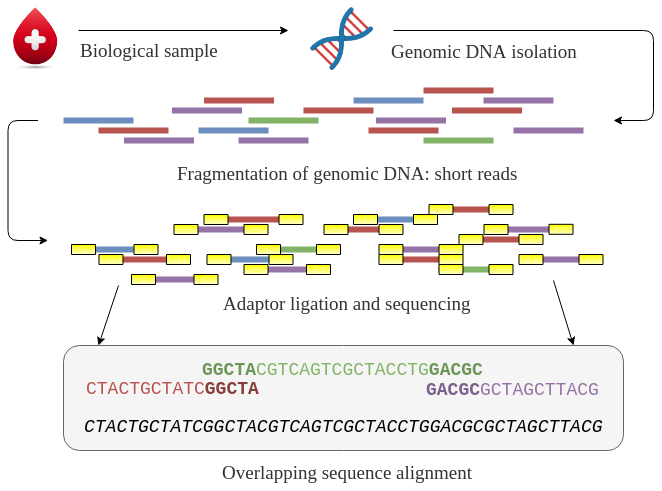 Biological sample
Genomic DNA isolation
Fragmentation of genomic DNA: short reads
Adaptor ligation and sequencing
GGCTACGTCAGTCGCTACCTGGACGC
CTACTGCTATCGGCTA GACGCGCTAGCTTACG
CTACTGCTATCGGCTACGTCAGTCGCTACCTGGACGCGCTAGCTTACG
Overlapping sequence alignment